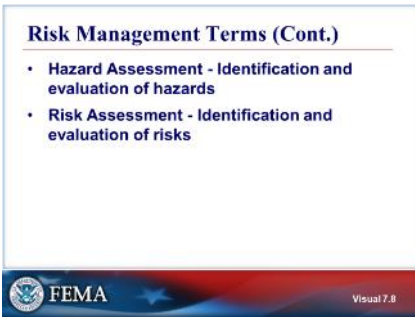 Risk Management Terms (Cont.)
• Hazard Assessment - Identification and
evaluation of hazards
• Risk Assessment - Identification and
evaluation of risks
FEMA
Visual 7.8